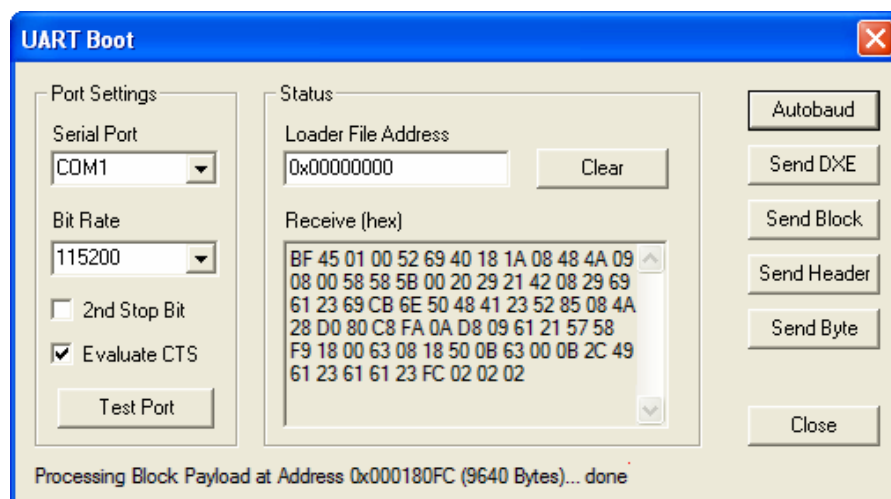 UART Boot
Port Settings
Serial Port
COM1
Bit Rate
115200
2nd Stop Bit
Evaluate CTS
Test Port
Status
Loader File Address
0x00000000
Clear
Receive (hex)
BF 45 01 00 52 69 40 18 1A 08 48 4A 09
08 00 58 58 5B 00 20 29 21 42 08 29 69
61 23 69 CB 6E 50 48 41 23 52 85 08 4A
28 D0 80 C8 FA 0A D8 09 61 21 57 58
F9 18 00 63 08 18 50 0B 63 00 0B 2C 49
61 23 61 61 23 FC 02 02 02
Autobaud
Send DXE
Send Block
Send Header
Send Byte
Close
Processing Block Payload at Address 0x000180FC (9640 Bytes)... done